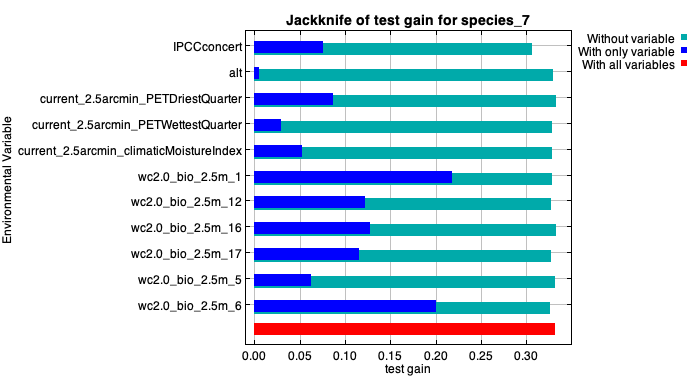 Jackknife of test gain for species_7
Without variable
With only variable
With all variables
Environmental Variable
IPCCconcert
alt
current_2.5arcmin_PETDriestQuarter
current_2.5arcmin_PETWettestQuarter
current_2.5arcmin_climaticMoistureIndex
wc2.0_bio_2.5m_1
wc2.0_bio_2.5m_12
wc2.0_bio_2.5m_16
wc2.0_bio_2.5m_17
wc2.0_bio_2.5m_5
wc2.0_bio_2.5m_6
0.00 0.05 0.10 0.15 0.20 0.25 0.30
test gain